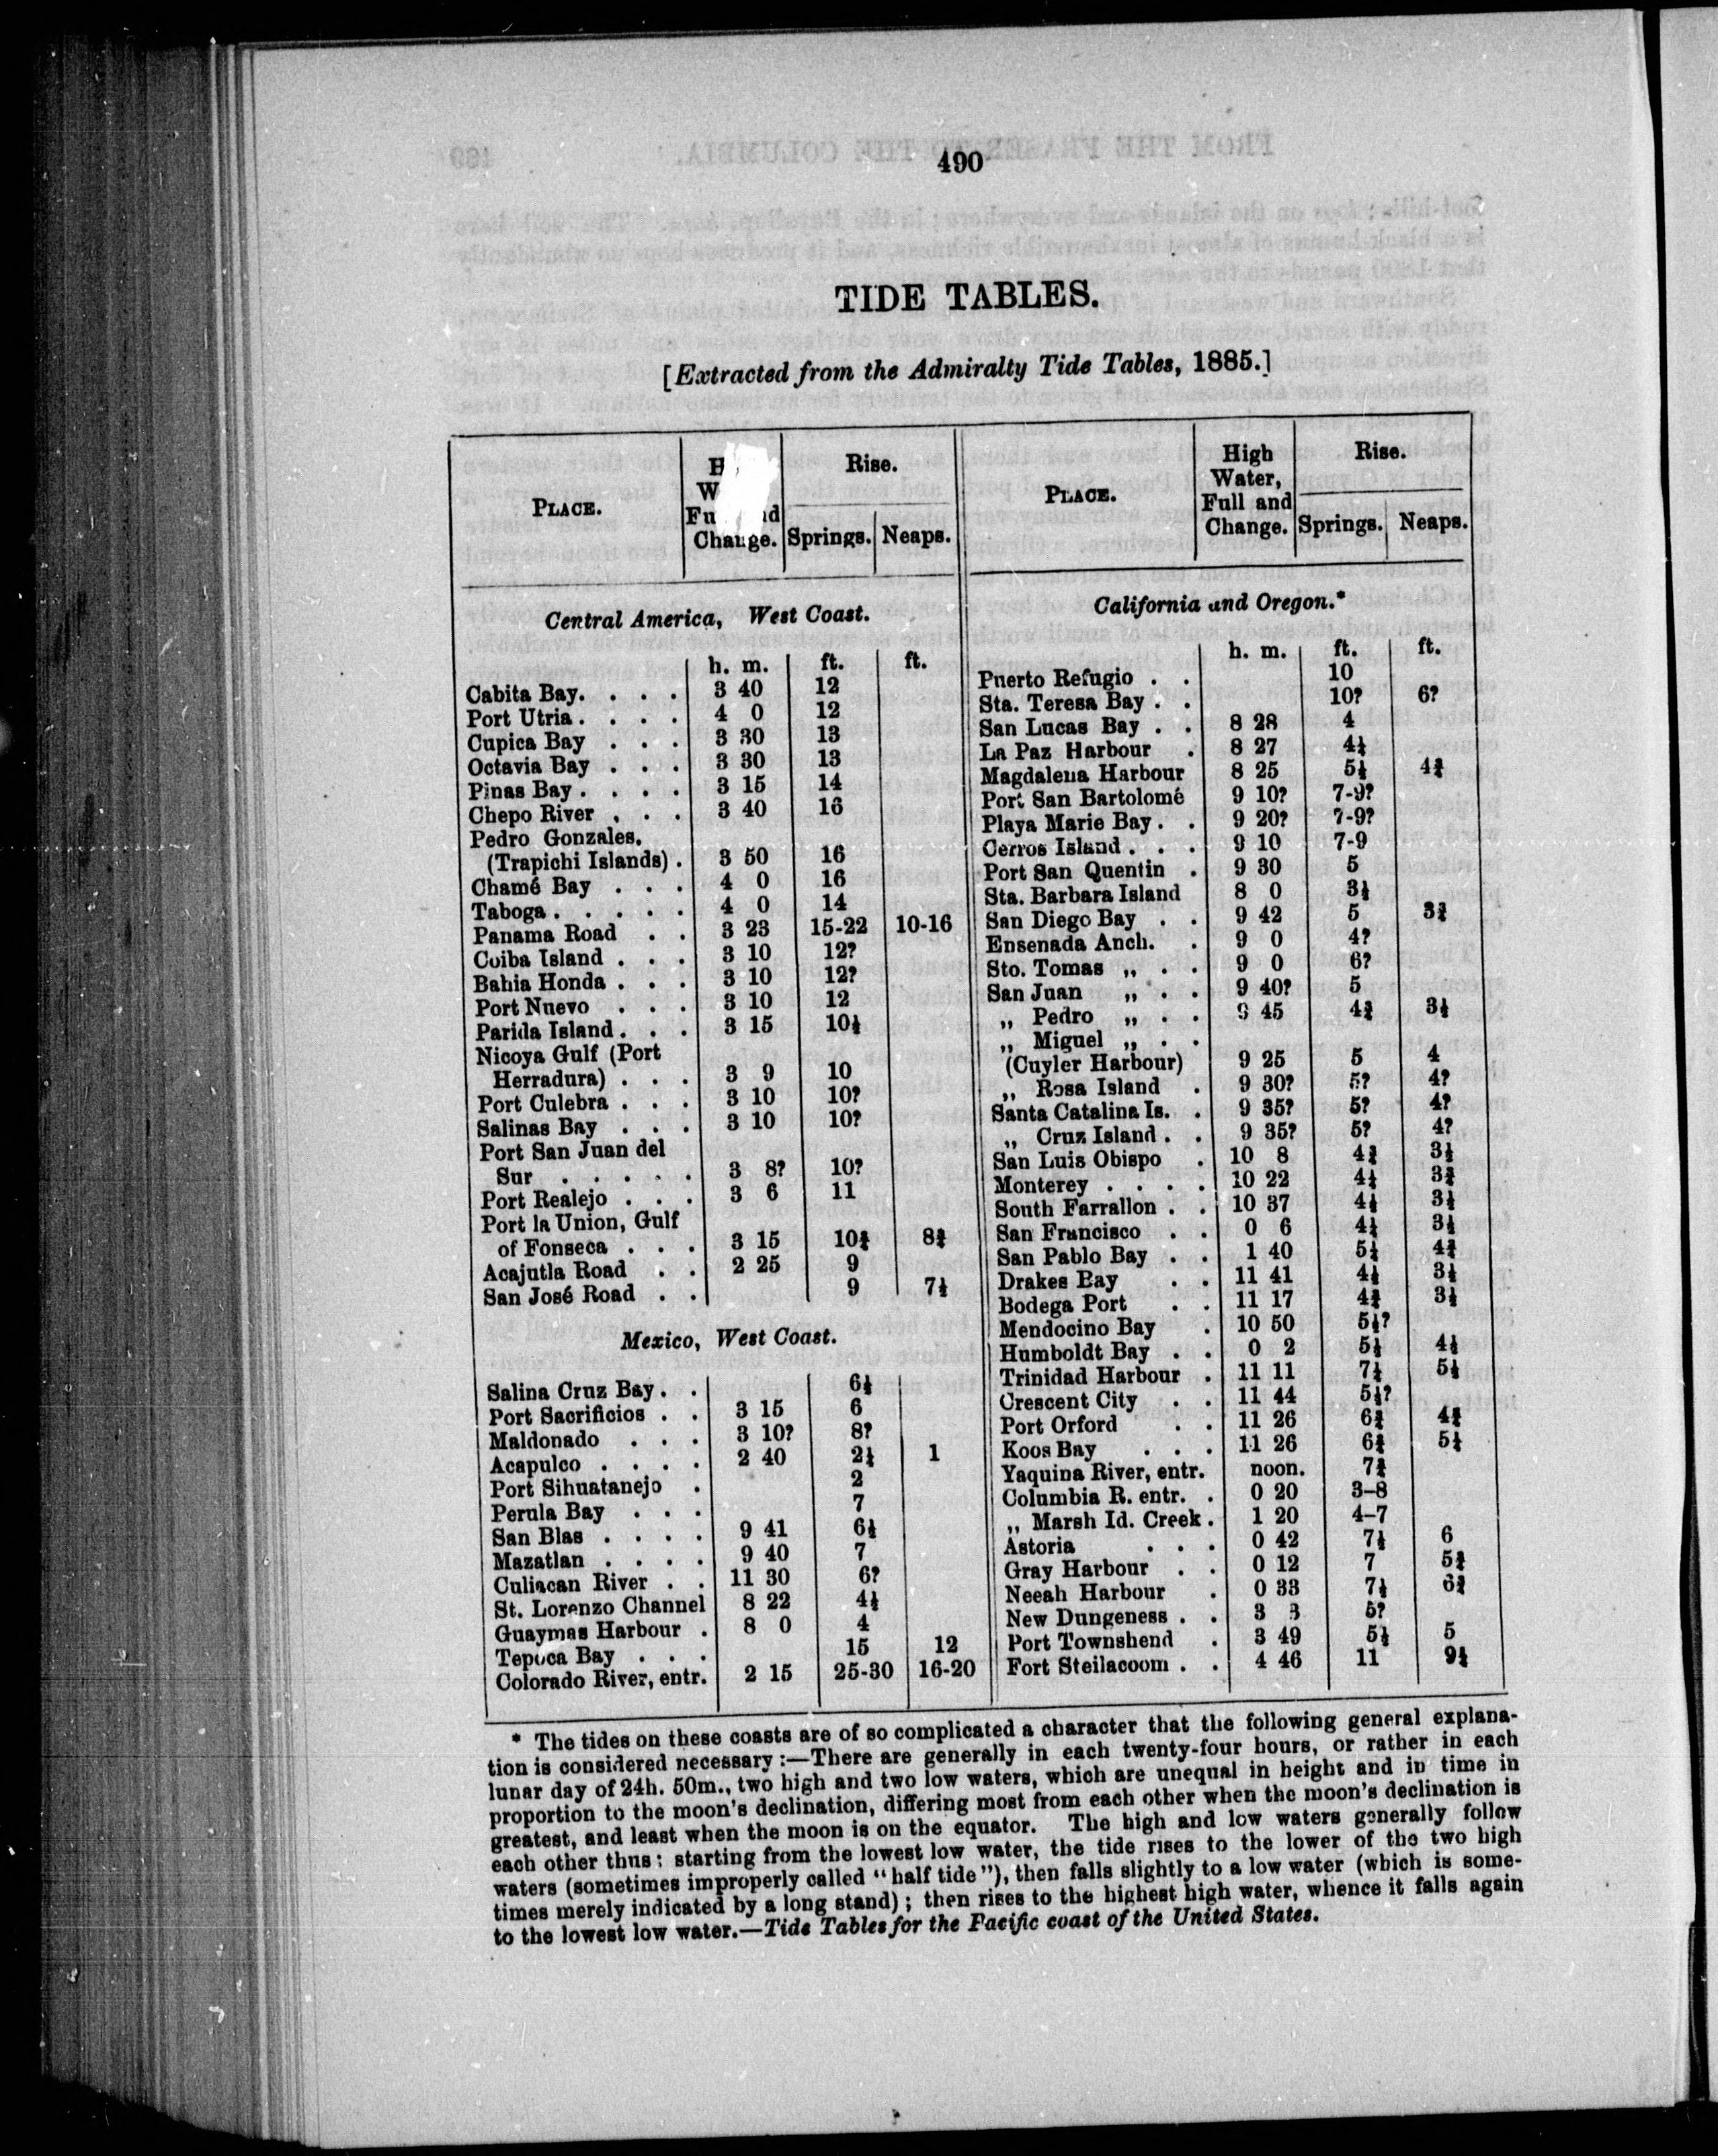 490
TIDE TABLES.
[Extracted from the Admiralty Tide Tables, 1885.]
PLACE.
Change.
Rise.
Springs. Neaps.
Central America, West Coast.
h. m. ft. ft.
Cabita Bay. . . . 3 40 12
Port Utria. . . . 4 0 12
Cupica Bay . . . 3 30 13
Octavia Bay . . . 3 30 13
Pinas Bay. . . . 3 15 14
Chepo River . . . 3 40 16
Pedro Gonzales.
(Trapichi Islands) . 3 50 16
Chamé Bay . . . 4 0 16
Taboga. . . . . 4 0 14
Panama Road . . 3 23 15-22 10-16
Coiba Island . . . 3 10 12?
Bahia Honda . . . 3 10 12?
Port Nuevo . . . 3 10 12
Parida Island. . . 3 15 10½
Nicoya Gulf (Port
Herradura) . . . 3 9 10
Port Culebra . . . 3 10 10?
Salinas Bay . . . 3 10 10?
Port San Juan del
Sur . . . . . 3 8? 10?
Port Realejo . . . 3 6 11
Port la Union, Gulf
of Fonseca . . . 3 15 10¾ 8¾
Acajutla Road . . 2 25 9
San José Road . . 9 7½
Mexico, West Coast.
Salina Cruz Bay. . 6½
Port Sacrificios . . 3 15 6
Maldonado . . . 3 10? 8?
Acapulco . . . . 2 40 2½ 1
Port Sihuatanejo . 2
Perula Bay . . . 7
San Blas . . . . 9 41 6½
Mazatlan . . . . 9 40 7
Culiacan River . . 11 30 6?
St. Lorenzo Channel 8 22 4½
Guaymas Harbour . 8 0 4
Tepoca Bay . . . 15 12
Colorado River, entr. 2 15 25-30 16-20
PLACE.
High
Water,
Full and
Change.
Rise.
Springs. Neaps.
California and Oregon.*
h. m. ft. ft.
Puerto Refugio . . 10
Sta. Teresa Bay . . 10? 6?
San Lucas Bay . . 8 28 4
La Paz Harbour . 8 27 4½
Magdalena Harbour 8 25 5½ 4¾
Port San Bartolomé 9 10? 7-9?
Playa Marie Bay. . 9 20? 7-9?
Cerros Island . . . 9 10 7-9
Port San Quentin . 9 30 5
Sta. Barbara Island 8 0 3½
San Diego Bay . . 9 42 5 3¾
Ensenada Anch. . 9 0 4?
Sto. Tomas „ . . 9 0 6?
San Juan „ . . 9 40? 5
„ Pedro „ . . 9 45 4¾ 3½
„ Miguel „ . .
(Cuyler Harbour) 9 25 5 4
„ Rosa Island . 9 30? 5? 4?
Santa Catalina Is. . 9 35? 5? 4?
„ Cruz Island . . 9 35? 5? 4?
San Luis Obispo . 10 8 4¾ 3½
Monterey . . . . 10 22 4½ 3¾
South Farrallon . . 10 37 4½ 3½
San Francisco . . 0 6 4½ 3½
San Pablo Bay . . 1 40 5½ 4¾
Drakes Bay . . 11 41 4½ 3½
Bodega Port . . 11 17 4¾ 3½
Mendocino Bay . 10 50 5½?
Humboldt Bay . . 0 2 5½ 4½
Trinidad Harbour . 11 11 7½ 5½
Crescent City . . 11 44 5½?
Port Orford . . 11 26 6¾ 4¾
Koos Bay . . . 11 26 6¾ 5½
Yaquina River, entr. noon. 7¾
Columbia R. entr. . 0 20 3-8
„ Marsh Id. Creek . 1 20 4-7
Astoria . . . 0 42 7½ 6
Gray Harbour . . 0 12 7 5¾
Neeah Harbour . 0 33 7½ 6¾
New Dungeness . . 3 3 5?
Port Townshend . 3 49 5½ 5
Fort Steilacoom . . 4 46 11 9½
* The tides on these coasts are of so complicated a character that the following general explana-
tion is considered necessary :—There are generally in each twenty-four hours, or rather in each
lunar day of 24h. 50m., two high and two low waters, which are unequal in height and in time in
proportion to the moon's declination, differing most from each other when the moon's declination is
greatest, and least when the moon is on the equator. The high and low waters generally follow
each other thus: starting from the lowest low water, the tide rises to the lower of the two high
waters (sometimes improperly called "half tide"), then falls slightly to a low water (which is some-
times merely indicated by a long stand); then rises to the highest high water, whence it falls again
to the lowest low water.—Tide Tables for the Pacific coast of the United States.